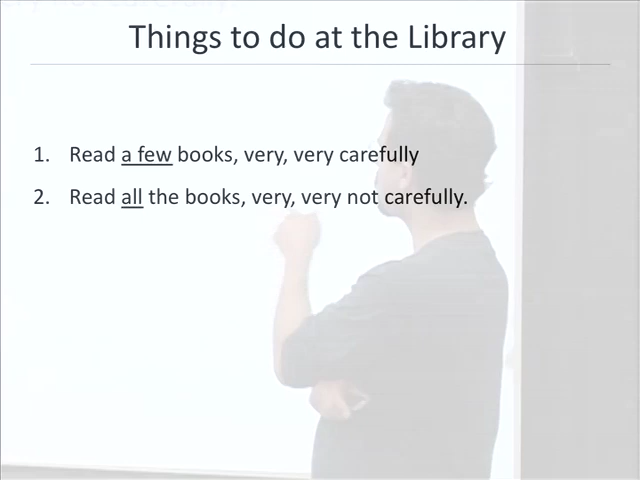 Things to do at the Library
1. Read a few books, very, very carefully
2. Read all the books, very, very not carefully.